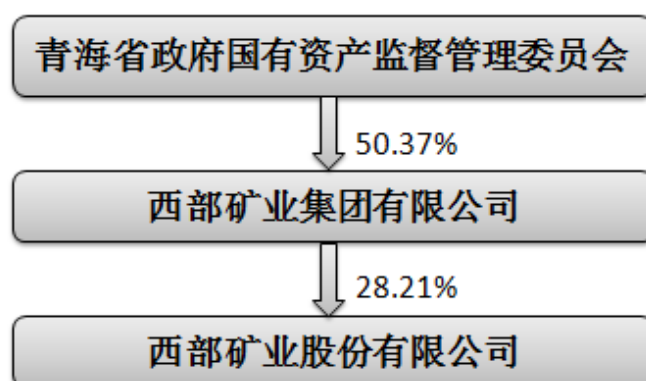 青海省政府国有资产监督管理委员会
50.37%
西部矿业集团有限公司
28.21%
西部矿业股份有限公司